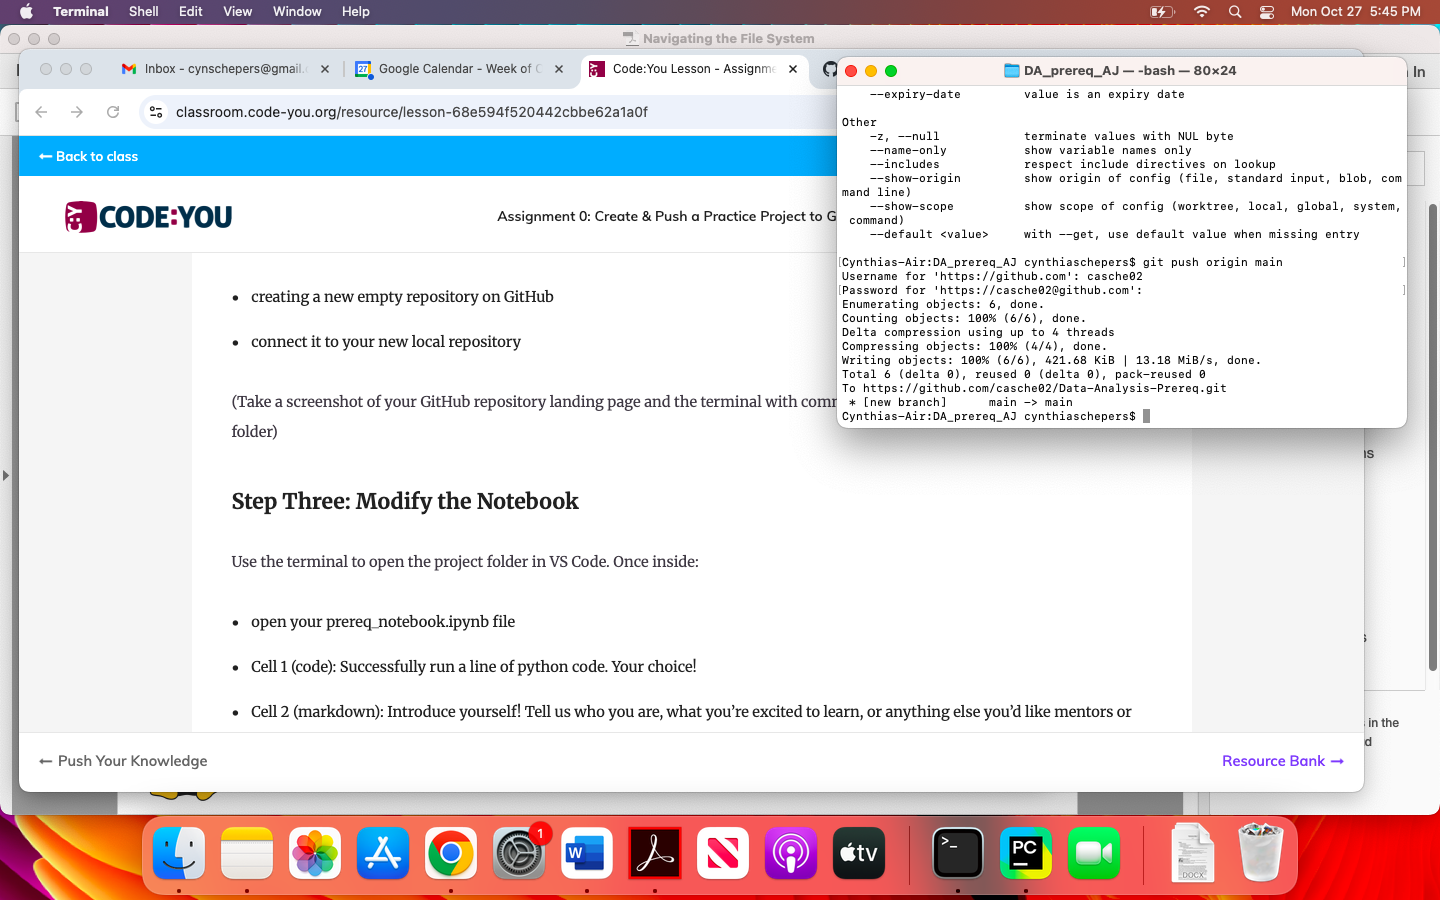 Terminal Shell Edit View Window Help Mon Oct 27 5:45 PM
Navigating the File System
Inbox - cynschepers@gmail.c
27 Google Calendar - Week of O
Code:You Lesson - Assignme
In
classroom.code-you.org/resource/lesson-68e594f520442cbbe62a1a0f
← Back to class
CY CODE:YOU
Assignment 0: Create & Push a Practice Project to G
• creating a new empty repository on GitHub
• connect it to your new local repository
(Take a screenshot of your GitHub repository landing page and the terminal with com
folder)
Step Three: Modify the Notebook
Use the terminal to open the project folder in VS Code. Once inside:
• open your prereq_notebook.ipynb file
• Cell 1 (code): Successfully run a line of python code. Your choice!
• Cell 2 (markdown): Introduce yourself! Tell us who you are, what you’re excited to learn, or anything else you’d like mentors or
← Push Your Knowledge
Resource Bank →
DA_prereq_AJ — -bash — 80×24
--expiry-date value is an expiry date
Other
-z, --null terminate values with NUL byte
--name-only show variable names only
--includes respect include directives on lookup
--show-origin show origin of config (file, standard input, blob, com
mand line)
--show-scope show scope of config (worktree, local, global, system,
command)
--default <value> with --get, use default value when missing entry
[Cynthias-Air:DA_prereq_AJ cynthiaschepers$ git push origin main ]
Username for 'https://github.com': casche02
[Password for 'https://casche02@github.com': ]
Enumerating objects: 6, done.
Counting objects: 100% (6/6), done.
Delta compression using up to 4 threads
Compressing objects: 100% (4/4), done.
Writing objects: 100% (6/6), 421.68 KiB | 13.18 MiB/s, done.
Total 6 (delta 0), reused 0 (delta 0), pack-reused 0
To https://github.com/casche02/Data-Analysis-Prereq.git
* [new branch] main -> main
Cynthias-Air:DA_prereq_AJ cynthiaschepers$
s in the
d
1
W
>_
PC
tv
DOCX